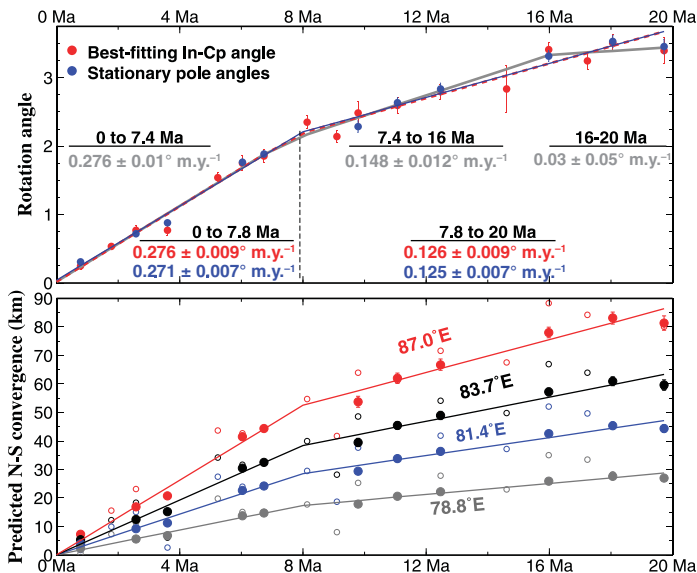 0 Ma 4 Ma 8 Ma 12 Ma 16 Ma 20 Ma
Best-fitting In-Cp angle
Stationary pole angles
Rotation angle
3
2
1
0
0 to 7.4 Ma
0.276 ± 0.01° m.y.⁻¹
7.4 to 16 Ma
0.148 ± 0.012° m.y.⁻¹
16-20 Ma
0.03 ± 0.05° m.y.⁻¹
0 to 7.8 Ma
0.276 ± 0.009° m.y.⁻¹
0.271 ± 0.007° m.y.⁻¹
7.8 to 20 Ma
0.126 ± 0.009° m.y.⁻¹
0.125 ± 0.007° m.y.⁻¹
Predicted N-S convergence (km)
90
80
70
60
50
40
30
20
10
0
87.0°E
83.7°E
81.4°E
78.8°E
0 Ma 4 Ma 8 Ma 12 Ma 16 Ma 20 Ma